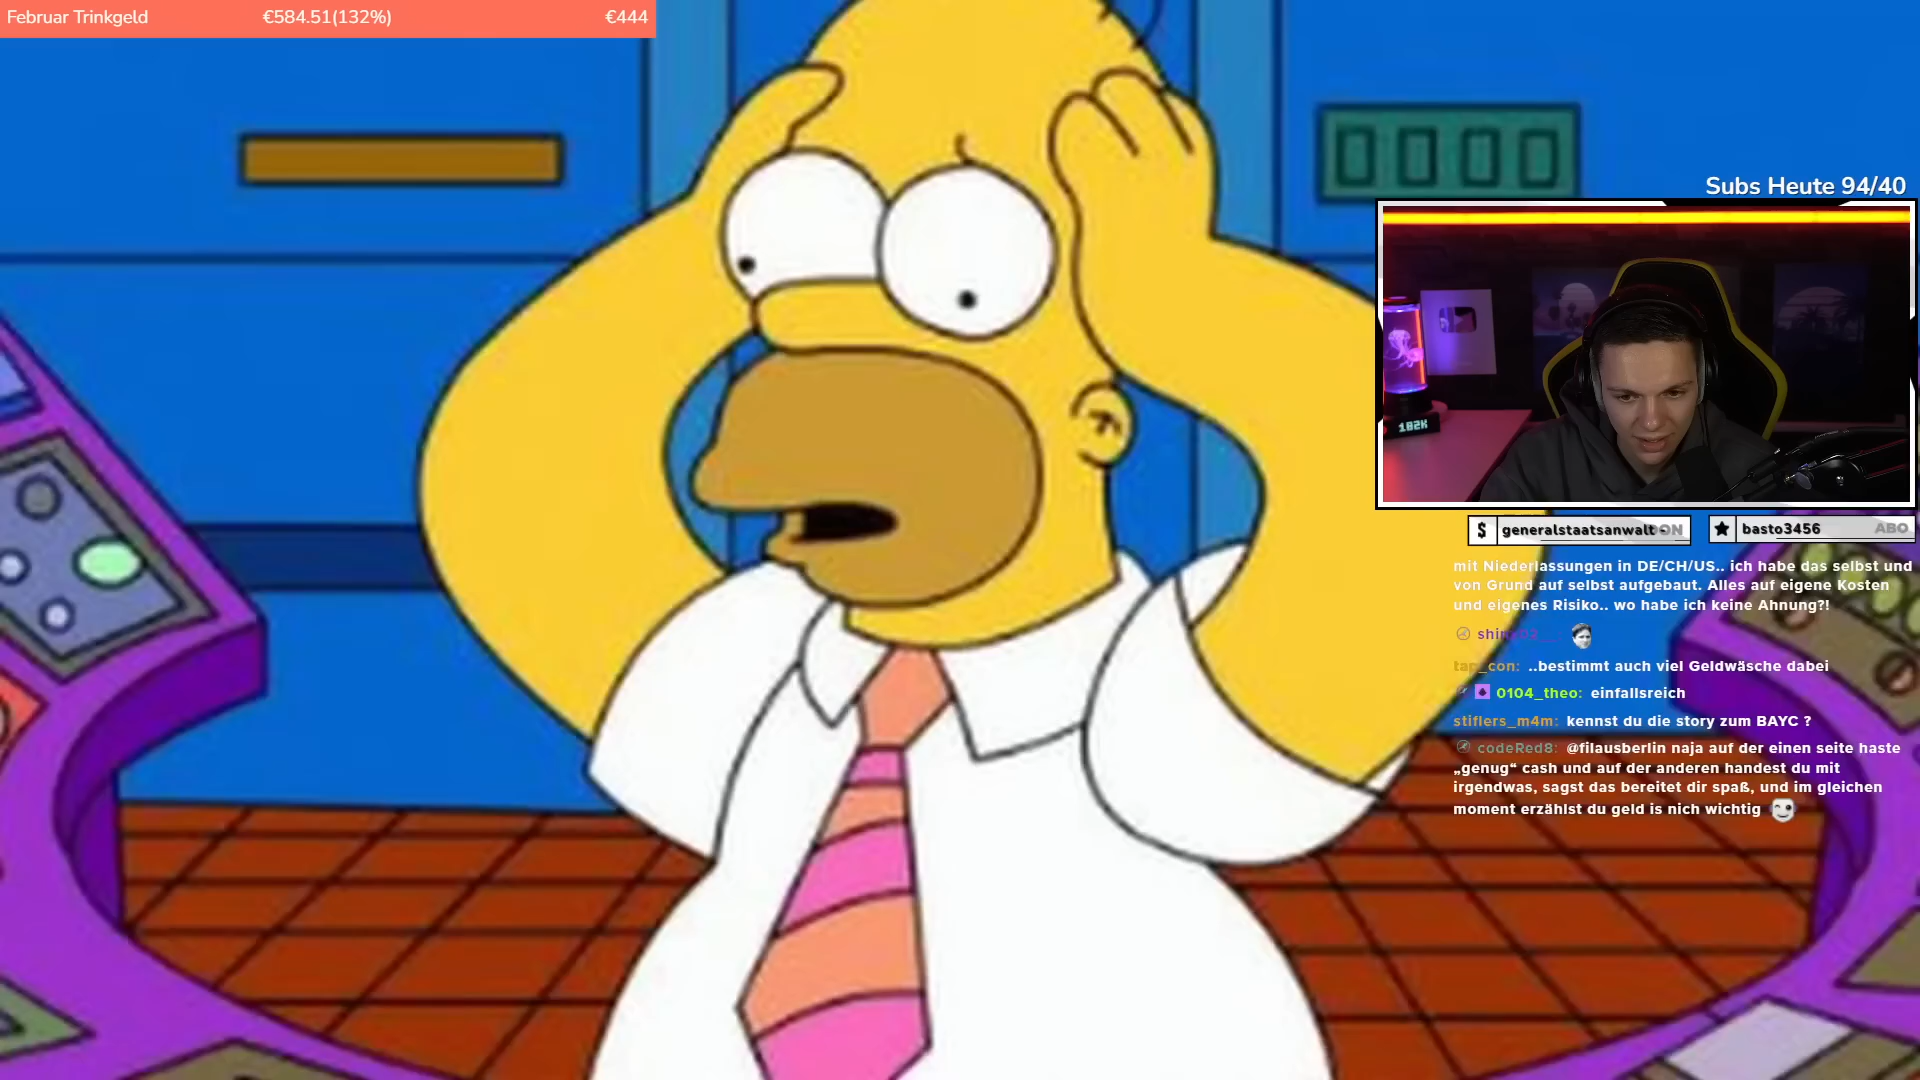 Februar Trinkgeld €584.51(132%) €444
Subs Heute 94/40
182K
$ generalstaatsanwalt DON
basto3456 ABO
mit Niederlassungen in DE/CH/US.. ich habe das selbst und
von Grund auf selbst aufgebaut. Alles auf eigene Kosten
und eigenes Risiko.. wo habe ich keine Ahnung?!
tap_con: ..bestimmt auch viel Geldwäsche dabei
0104_theo: einfallsreich
stiflers_m4m: kennst du die story zum BAYC ?
codeRed8: @filausberlin naja auf der einen seite haste
„genug“ cash und auf der anderen handest du mit
irgendwas, sagst das bereitet dir spaß, und im gleichen
moment erzählst du geld is nich wichtig